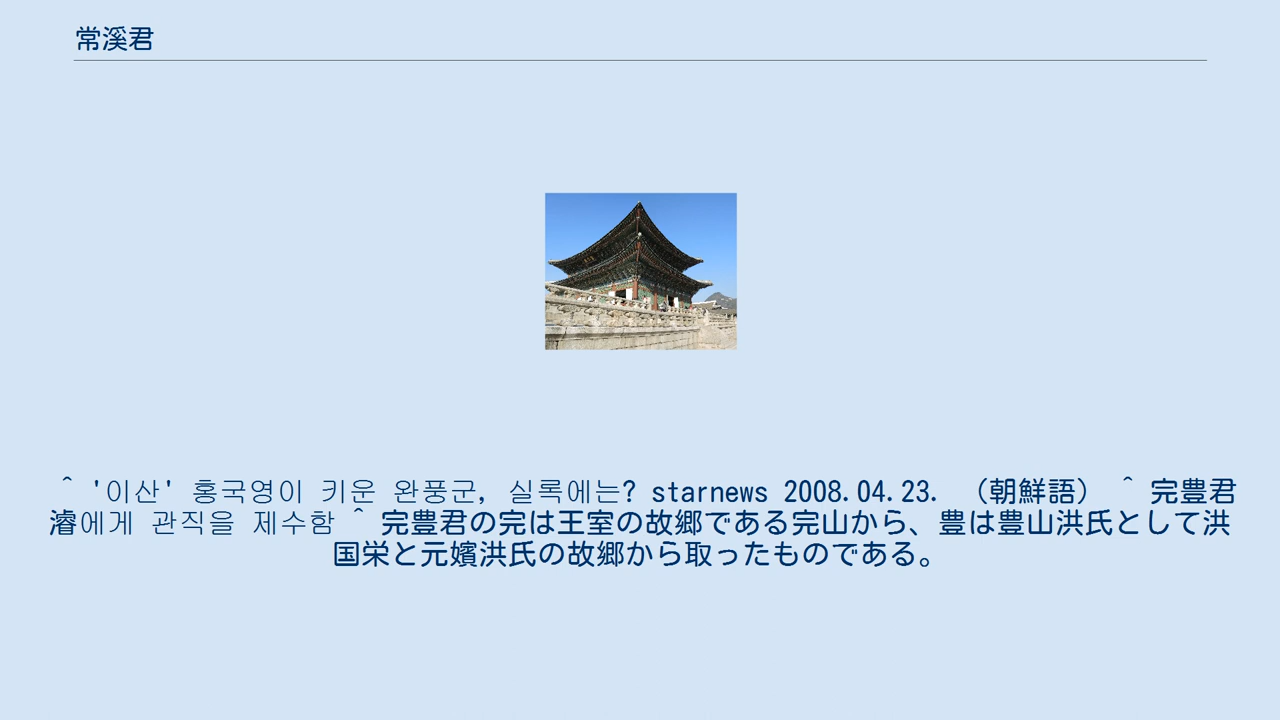 常溪君
^ '이산' 홍국영이 키운 완풍군, 실록에는? starnews 2008.04.23. （朝鮮語） ^ 完豊君
濬에게 관직을 제수함 ^ 完豊君の完は王室の故郷である完山から、豊は豊山洪氏として洪
国栄と元嬪洪氏の故郷から取ったものである。